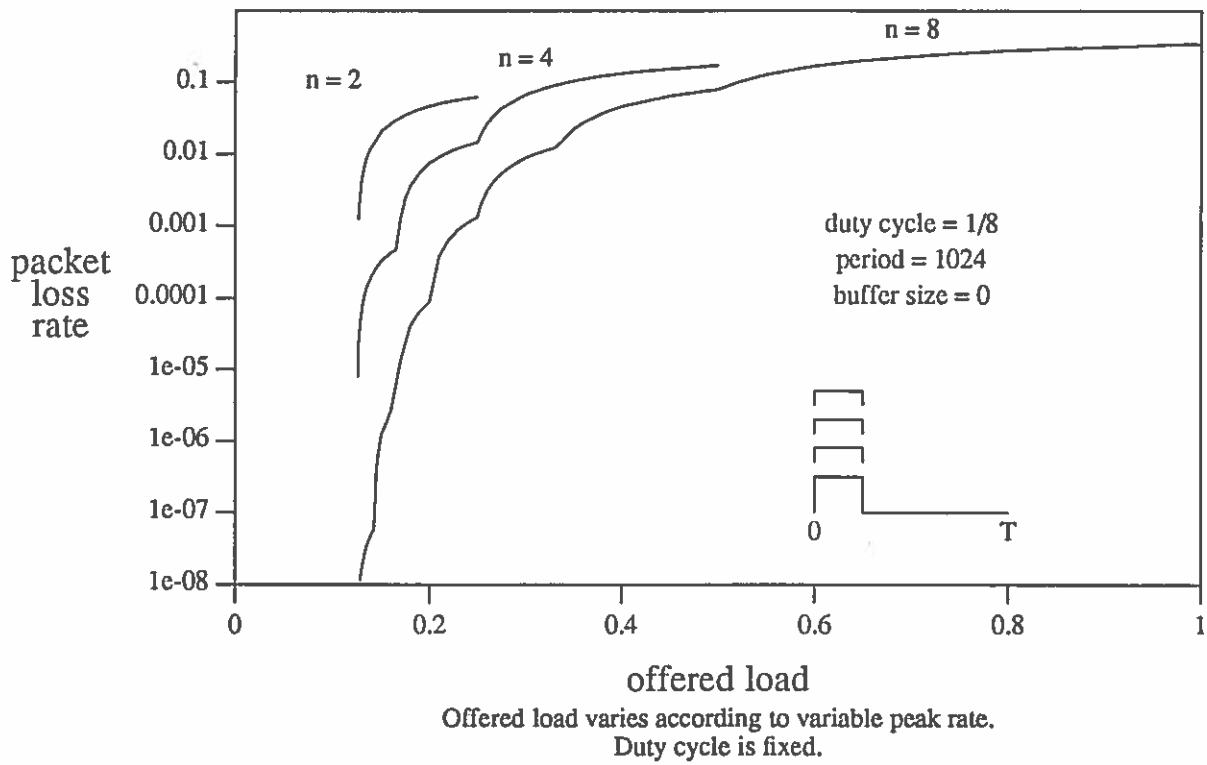 n = 8
n = 4
n = 2
0.1
0.01
0.001
0.0001
1e-05
1e-06
1e-07
1e-08
packet
loss
rate
duty cycle = 1/8
period = 1024
buffer size = 0
0 T
0 0.2 0.4 0.6 0.8 1
offered load
Offered load varies according to variable peak rate.
Duty cycle is fixed.